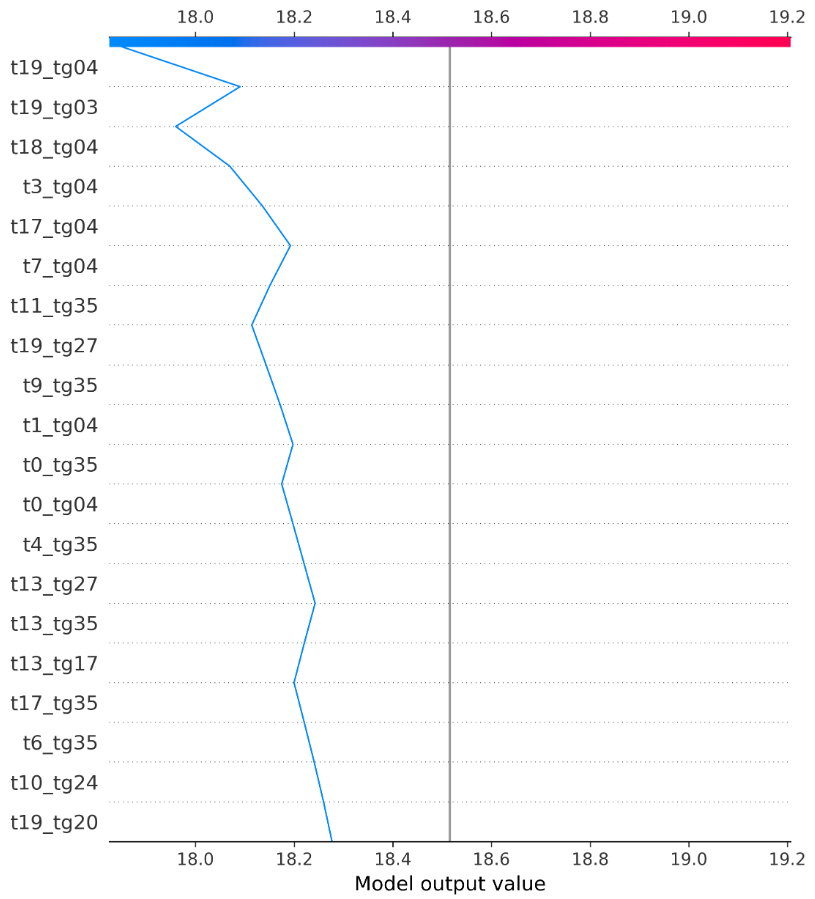 18.0 18.2 18.4 18.6 18.8 19.0 19.2
t19_tg04
t19_tg03
t18_tg04
t3_tg04
t17_tg04
t7_tg04
t11_tg35
t19_tg27
t9_tg35
t1_tg04
t0_tg35
t0_tg04
t4_tg35
t13_tg27
t13_tg35
t13_tg17
t17_tg35
t6_tg35
t10_tg24
t19_tg20
18.0 18.2 18.4 18.6 18.8 19.0 19.2
Model output value